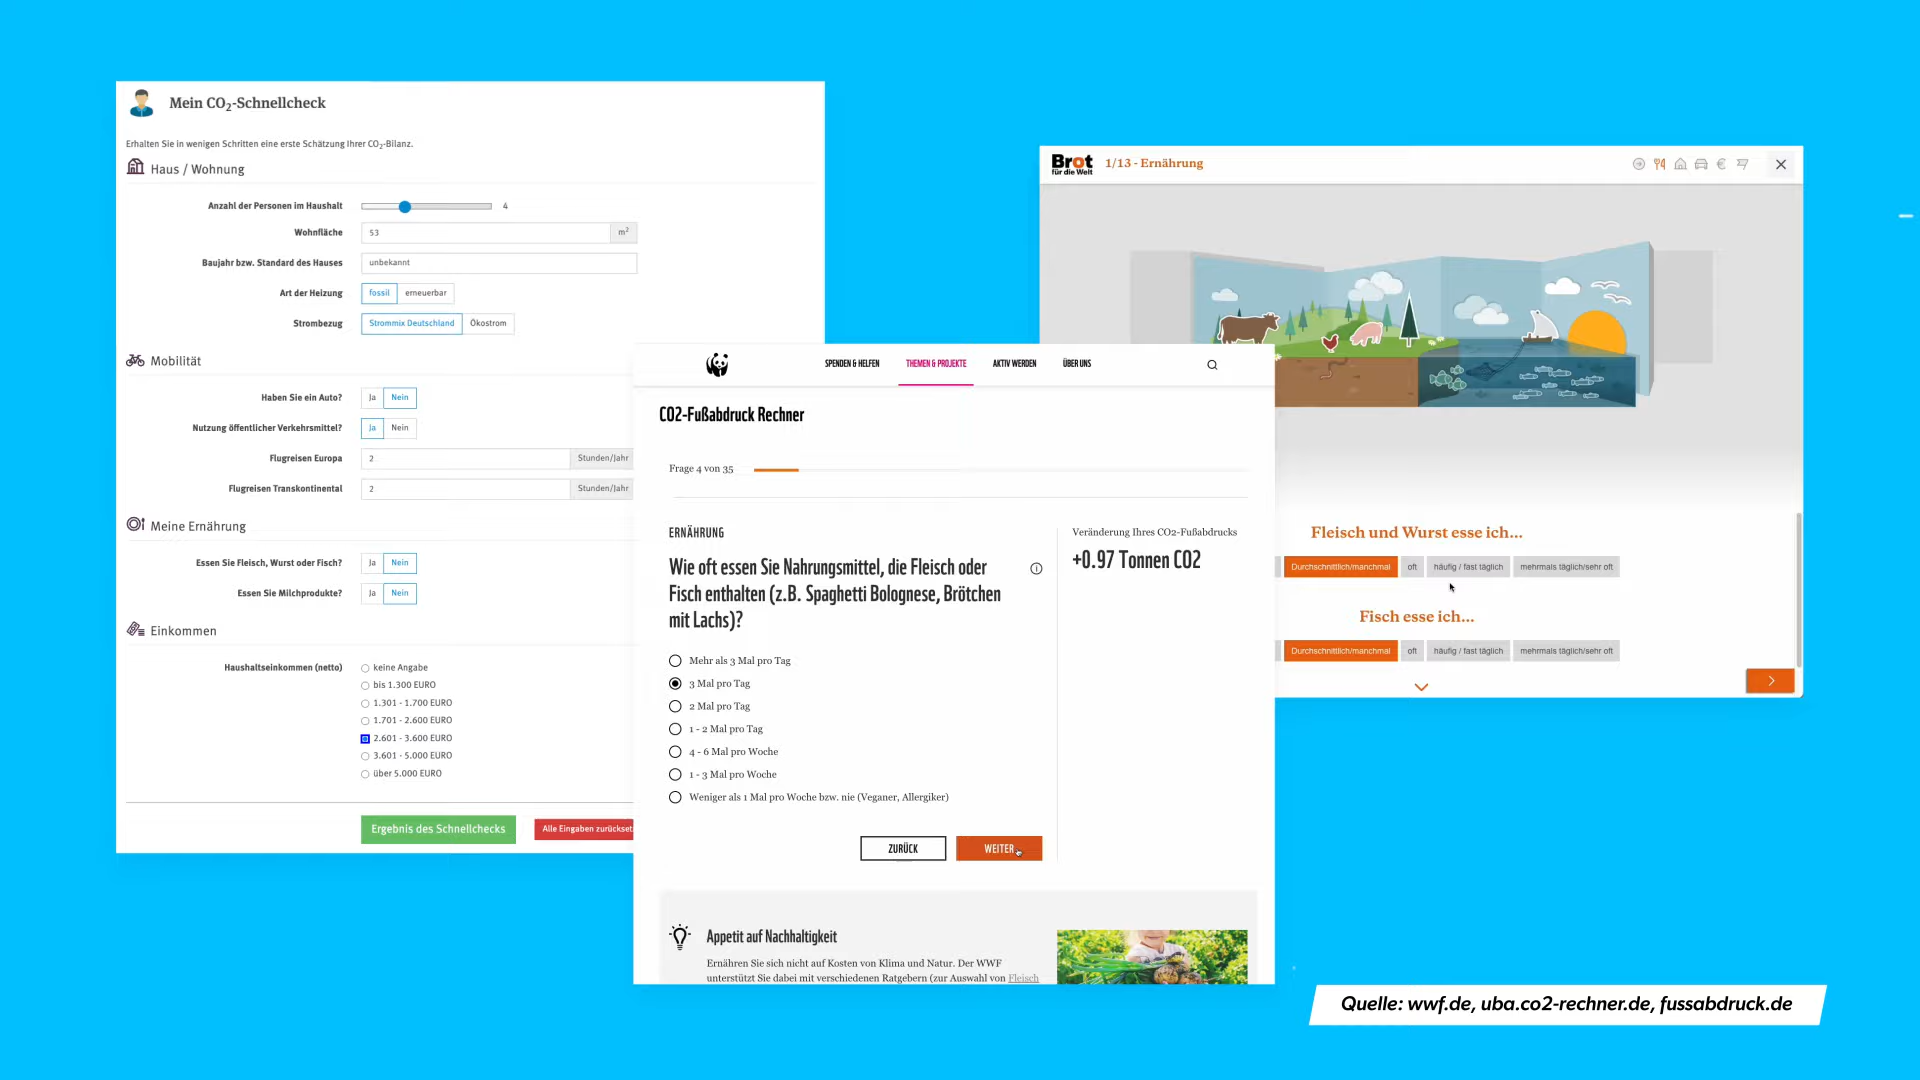 Mein CO₂-Schnellcheck
Erhalten Sie in wenigen Schritten eine erste Schätzung Ihrer CO₂-Bilanz.
Haus / Wohnung
Anzahl der Personen im Haushalt 4
Wohnfläche 53 m²
Baujahr bzw. Standard des Hauses unbekannt
Art der Heizung fossil erneuerbar
Strombezug Strommix Deutschland Ökostrom
Mobilität
Haben Sie ein Auto? Ja Nein
Nutzung öffentlicher Verkehrsmittel? Ja Nein
Flugreisen Europa 2 Stunden/Jahr
Flugreisen Transkontinental 2 Stunden/Jahr
Meine Ernährung
Essen Sie Fleisch, Wurst oder Fisch? Ja Nein
Essen Sie Milchprodukte? Ja Nein
Einkommen
Haushaltseinkommen (netto) keine Angabe
bis 1.300 EURO
1.301 - 1.700 EURO
1.701 - 2.600 EURO
2.601 - 3.600 EURO
3.601 - 5.000 EURO
über 5.000 EURO
Ergebnis des Schnellchecks Alle Eingaben zurückset
SPENDEN & HELFEN THEMEN & PROJEKTE AKTIV WERDEN ÜBER UNS
CO2-Fußabdruck Rechner
Frage 4 von 35
ERNÄHRUNG
Wie oft essen Sie Nahrungsmittel, die Fleisch oder
Fisch enthalten (z.B. Spaghetti Bolognese, Brötchen
mit Lachs)?
Mehr als 3 Mal pro Tag
3 Mal pro Tag
2 Mal pro Tag
1 - 2 Mal pro Tag
4 - 6 Mal pro Woche
1 - 3 Mal pro Woche
Weniger als 1 Mal pro Woche bzw. nie (Veganer, Allergiker)
ZURÜCK WEITER
Veränderung Ihres CO2-Fußabdrucks
+0.97 Tonnen CO2
Appetit auf Nachhaltigkeit
Ernähren Sie sich nicht auf Kosten von Klima und Natur. Der WWF
unterstützt Sie dabei mit verschiedenen Ratgebern (zur Auswahl von Fleisch
Brot
für die Welt
1/13 - Ernährung
Fleisch und Wurst esse ich...
Durchschnittlich/manchmal oft häufig / fast täglich mehrmals täglich/sehr oft
Fisch esse ich...
Durchschnittlich/manchmal oft häufig / fast täglich mehrmals täglich/sehr oft
Quelle: wwf.de, uba.co2-rechner.de, fussabdruck.de